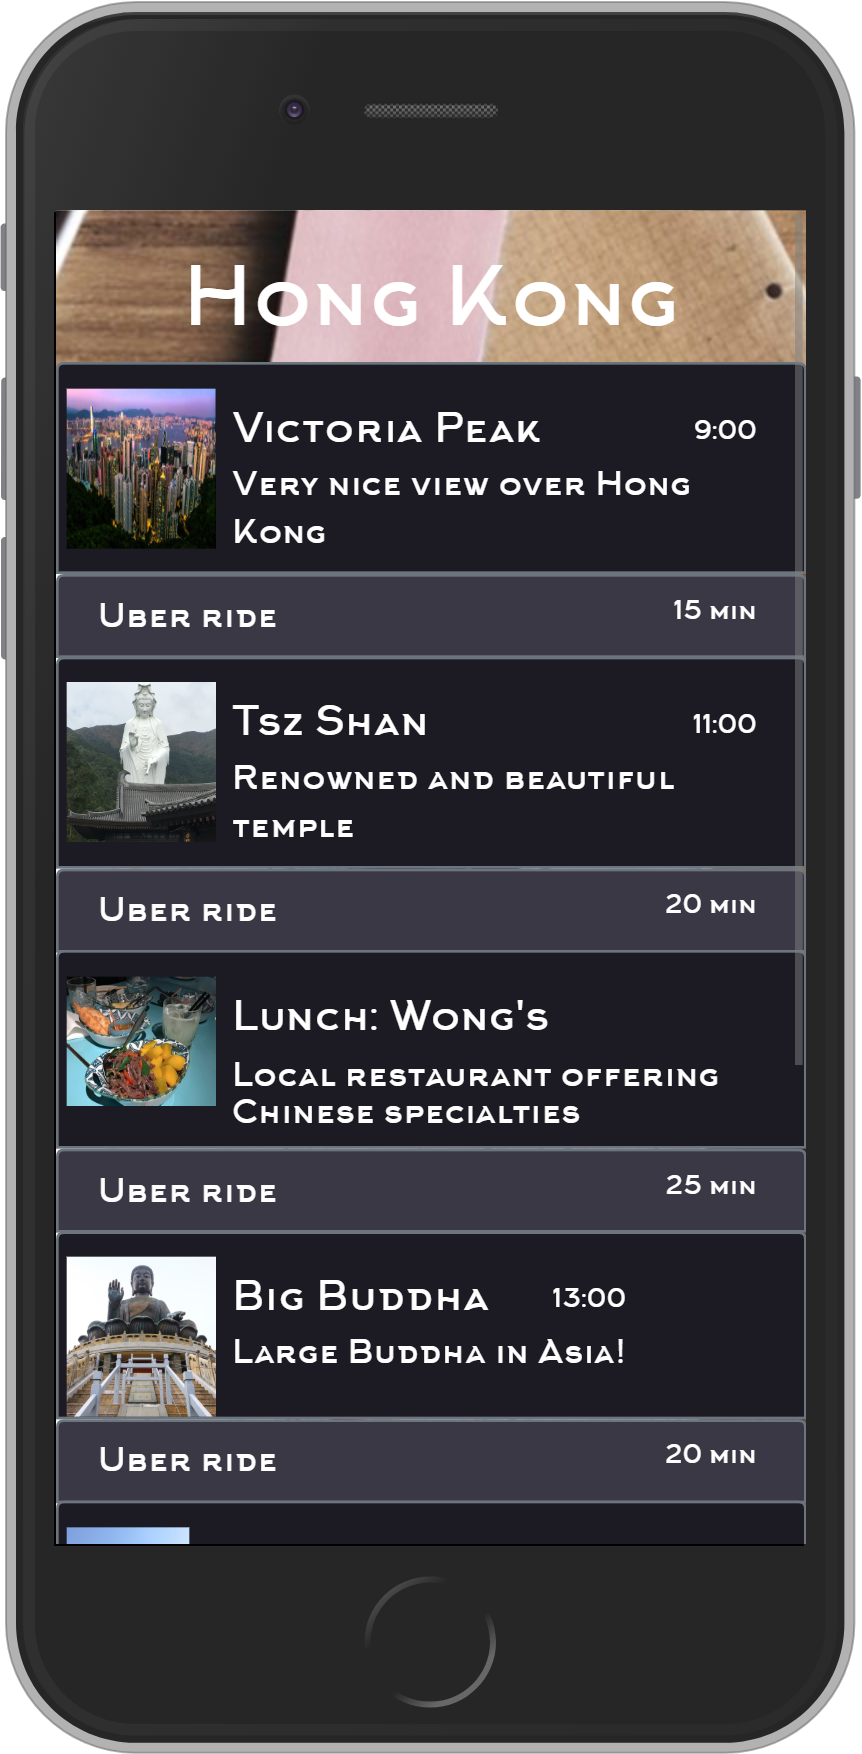 Hong Kong
Victoria Peak 9:00
Very nice view over Hong
Kong
Uber ride 15 min
Tsz Shan 11:00
Renowned and beautiful
temple
Uber ride 20 min
Lunch: Wong's
Local restaurant offering
Chinese specialties
Uber ride 25 min
Big Buddha 13:00
Large Buddha in Asia!
Uber ride 20 min